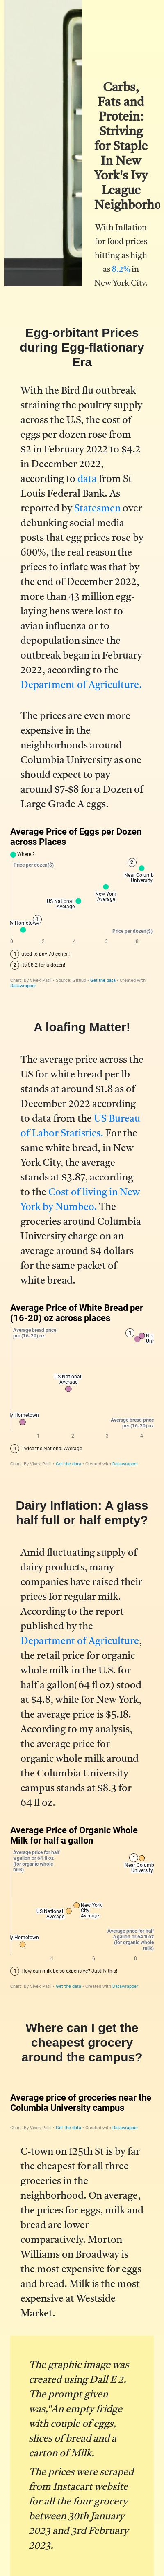 Carbs,
Fats and
Protein:
Striving
for Staple
In New
York's Ivy
League
Neighborho
With Inflation
for food prices
hitting as high
as 8.2% in
New York City,
Egg-orbitant Prices
during Egg-flationary
Era
With the Bird flu outbreak
straining the poultry supply
across the U.S, the cost of
eggs per dozen rose from
$2 in February 2022 to $4.2
in December 2022,
according to data from St
Louis Federal Bank. As
reported by Statesmen over
debunking social media
posts that egg prices rose by
600%, the real reason the
prices to inflate was that by
the end of December 2022,
more than 43 million egg-
laying hens were lost to
avian influenza or to
depopulation since the
outbreak began in February
2022, according to the
Department of Agriculture.
The prices are even more
expensive in the
neighborhoods around
Columbia University as one
should expect to pay
around $7-$8 for a Dozen of
Large Grade A eggs.
Average Price of Eggs per Dozen
across Places
Where ?
Price per dozen($)
2
Near Columb
University
New York
Average
US National
Average
1
y Hometown
Price per dozen($)
0 2 4 6 8
1 used to pay 70 cents !
2 its $8.2 for a dozen!
Chart: By Vivek Patil • Source: Github • Get the data • Created with
Datawrapper
A loafing Matter!
The average price across the
US for white bread per lb
stands at around $1.8 as of
December 2022 according
to data from the US Bureau
of Labor Statistics. For the
same white bread, in New
York City, the average
stands at $3.87, according
to the Cost of living in New
York by Numbeo. The
groceries around Columbia
University charge on an
average around $4 dollars
for the same packet of
white bread.
Average Price of White Bread per
(16-20) oz across places
Average bread price
per (16-20) oz
1
Nea
Uni
US National
Average
y Hometown
Average bread price
per (16-20) oz
1 2 3 4
1 Twice the National Average
Chart: By Vivek Patil • Get the data • Created with Datawrapper
Dairy Inflation: A glass
half full or half empty?
Amid fluctuating supply of
dairy products, many
companies have raised their
prices for regular milk.
According to the report
published by the
Department of Agriculture,
the retail price for organic
whole milk in the U.S. for
half a gallon(64 fl oz) stood
at $4.8, while for New York,
the average price is $5.18.
According to my analysis,
the average price for
organic whole milk around
the Columbia University
campus stands at $8.3 for
64 fl oz.
Average Price of Organic Whole
Milk for half a gallon
Average price for half
a gallon or 64 fl oz
(for organic whole
milk)
1
Near Columb
University
New York
City
Average
US National
Average
y Hometown
Average price for half
a gallon or 64 fl oz
(for organic whole
milk)
4 6 8
1 How can milk be so expensive? Justify this!
Chart: By Vivek Patil • Get the data • Created with Datawrapper
Where can I get the
cheapest grocery
around the campus?
Average price of groceries near the
Columbia University campus
Chart: By Vivek Patil • Get the data • Created with Datawrapper
C-town on 125th St is by far
the cheapest for all three
groceries in the
neighborhood. On average,
the prices for eggs, milk and
bread are lower
comparatively. Morton
Williams on Broadway is
the most expensive for eggs
and bread. Milk is the most
expensive at Westside
Market.
The graphic image was
created using Dall E 2.
The prompt given
was,"An empty fridge
with couple of eggs,
slices of bread and a
carton of Milk.
The prices were scraped
from Instacart website
for all the four grocery
between 30th January
2023 and 3rd February
2023.